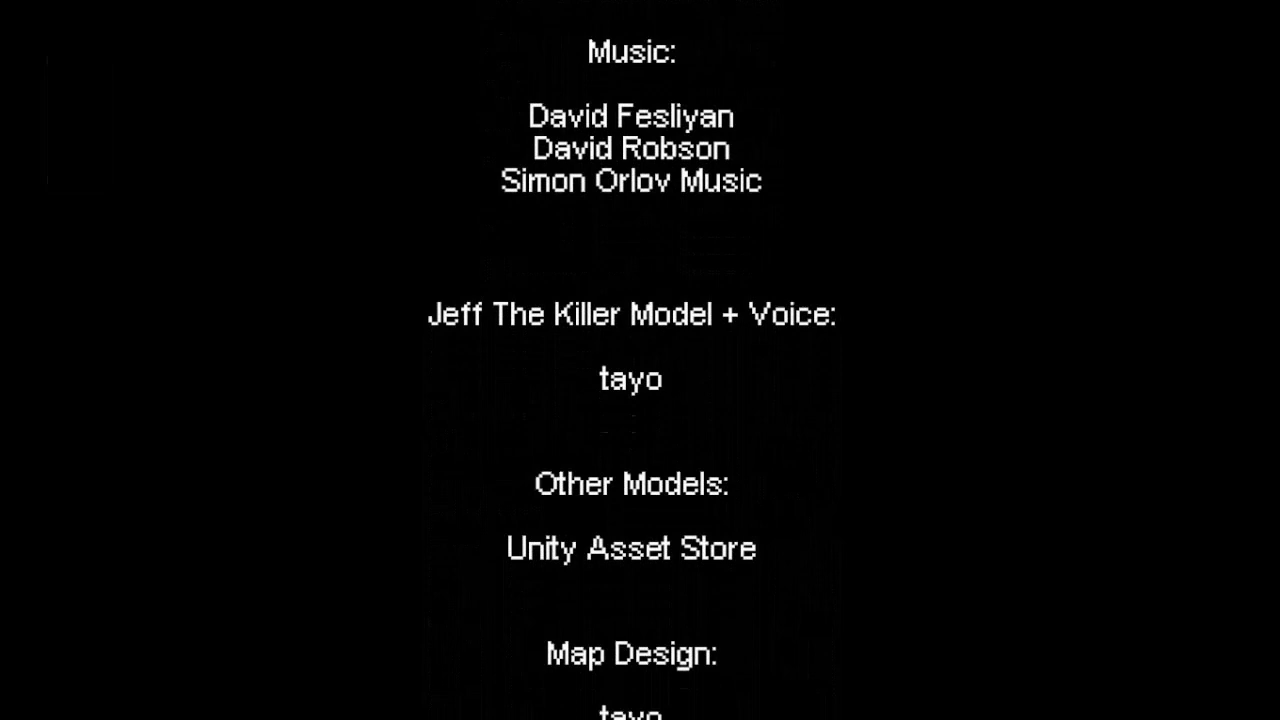 Music:
David Fesliyan
David Robson
Simon Orlov Music
Jeff The Killer Model + Voice:
tayo
Other Models:
Unity Asset Store
Map Design:
tayo